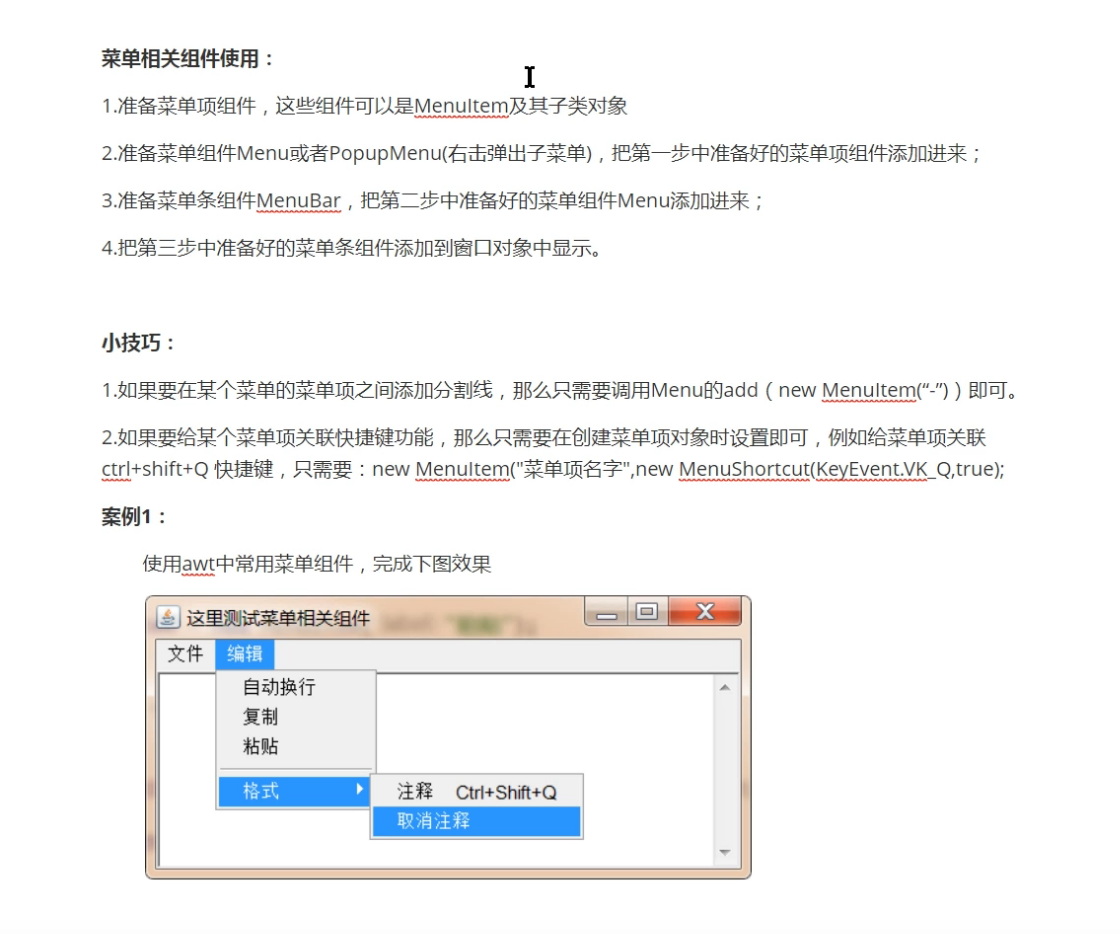 菜单相关组件使用：
1.准备菜单项组件，这些组件可以是MenuItem及其子类对象
2.准备菜单组件Menu或者PopupMenu(右击弹出子菜单)，把第一步中准备好的菜单项组件添加进来；
3.准备菜单条组件MenuBar，把第二步中准备好的菜单组件Menu添加进来；
4.把第三步中准备好的菜单条组件添加到窗口对象中显示。
小技巧：
1.如果要在某个菜单的菜单项之间添加分割线，那么只需要调用Menu的add（new MenuItem(“-”)）即可。
2.如果要给某个菜单项关联快捷键功能，那么只需要在创建菜单项对象时设置即可，例如给菜单项关联
ctrl+shift+Q 快捷键，只需要：new MenuItem("菜单项名字",new MenuShortcut(KeyEvent.VK_Q,true);
案例1：
使用awt中常用菜单组件，完成下图效果
这里测试菜单相关组件
文件 编辑
自动换行
复制
粘贴
格式
注释 Ctrl+Shift+Q
取消注释